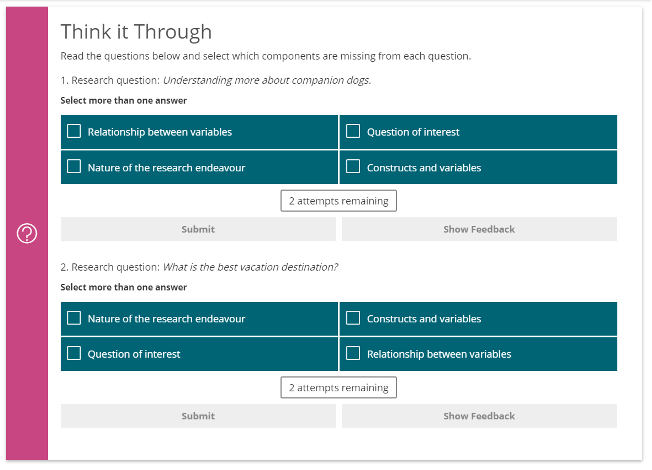 Think it Through
Read the questions below and select which components are missing from each question.
1. Research question: Understanding more about companion dogs.
Select more than one answer
Relationship between variables
Question of interest
Nature of the research endeavour
Constructs and variables
2 attempts remaining
Submit
Show Feedback
2. Research question: What is the best vacation destination?
Select more than one answer
Nature of the research endeavour
Constructs and variables
Question of interest
Relationship between variables
2 attempts remaining
Submit
Show Feedback